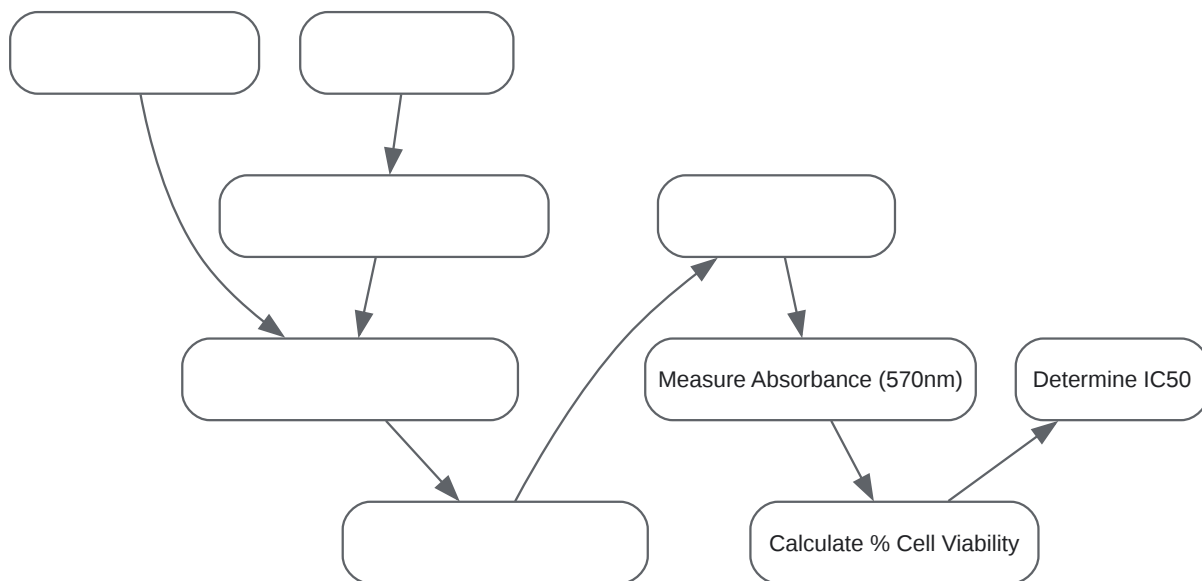 Measure Absorbance (570nm)
Determine IC50
Calculate % Cell Viability